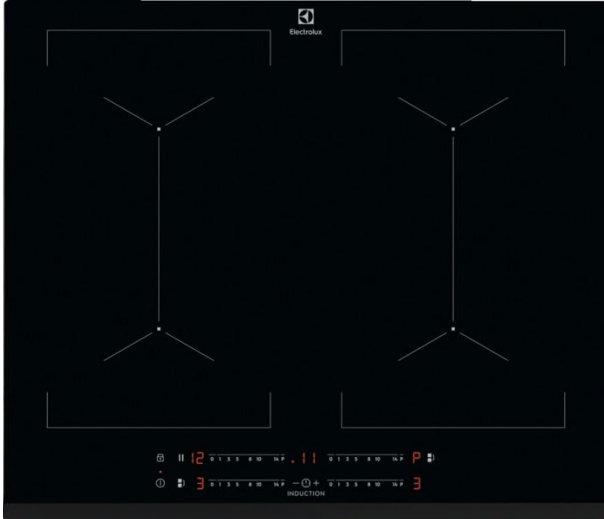 Electrolux
12 0 1 3 5 8 10 14 P .11 0 1 3 5 8 10 14 P P
3 0 1 3 5 8 10 14 P − + 0 1 3 5 8 10 14 P 3
INDUCTION